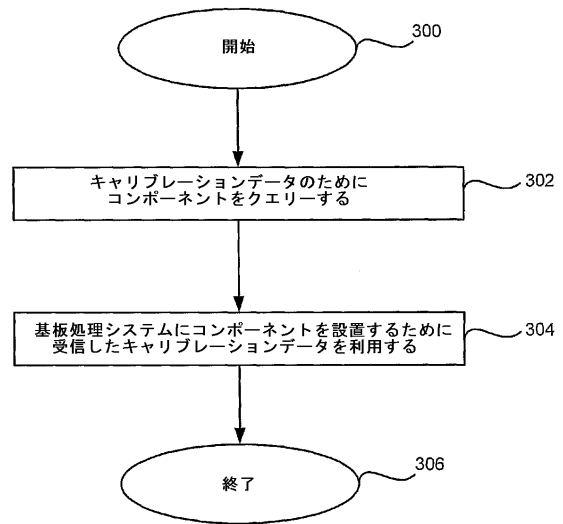 開始
300
キャリブレーションデータのために
コンポーネントをクエリーする
302
基板処理システムにコンポーネントを設置するために
受信したキャリブレーションデータを利用する
304
終了
306